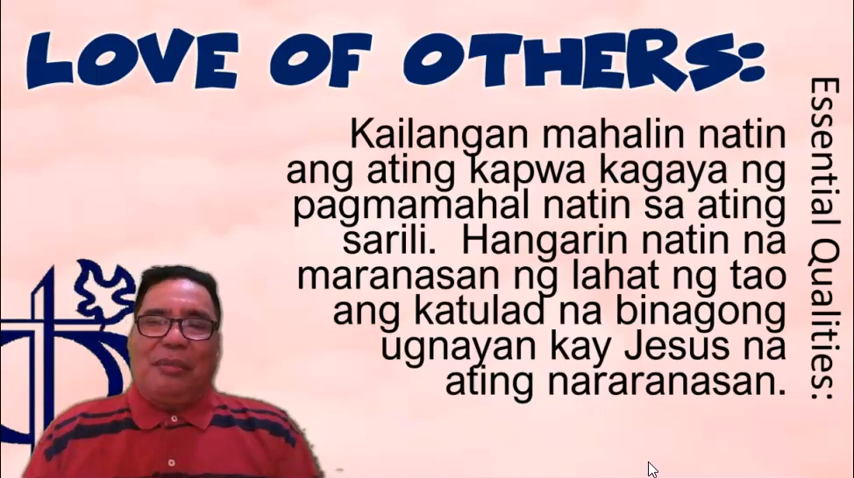 LOVE OF OTHERS:
Kailangan mahalin natin
ang ating kapwa kagaya ng
pagmamahal natin sa ating
sarili.  Hangarin natin na
maranasan ng lahat ng tao
ang katulad na binagong
ugnayan kay Jesus na
ating nararanasan.
Essential Qualities: